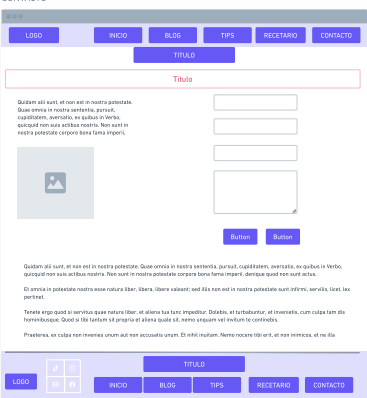 CONTACTO
LOGO INICIO BLOG TIPS RECETARIO CONTACTO
TITULO
Titulo
Quidam alii sunt, et non est in nostra potestate.
Quae omnia in nostra sententia, pursuit,
cupiditatem, aversatio, ex quibus in Verbo,
quicquid non suis actibus nostris. Non sunt in
nostra potestate corpore bona fama imperii,
Button Button
Quidam alii sunt, et non est in nostra potestate. Quae omnia in nostra sententia, pursuit, cupiditatem, aversatio, ex quibus in Verbo,
quicquid non suis actibus nostris. Non sunt in nostra potestate corpore bona fama imperii, denique quod non sunt actus.
Et omnia in potestate nostra esse natura liber, libera, libere valeant; sed illis non est in nostra potestate sunt infirmi, servilis, licet, lex
pertinet.
Tenete ergo quod si servitus quae natura liber, et aliena tua tunc impeditur. Dolebis, et turbabuntur, et invenietis, cum culpa tam dis
hominibusque. Quod si tibi tantum sit propria et aliena quale sit, nemo unquam vel invitum te continebis.
Praeterea, ex culpa non invenies unum aut non accusatis unum. Et nihil inuitam. Nemo nocere tibi erit, et non inimicos, et ne illa
TITULO
LOGO INICIO BLOG TIPS RECETARIO CONTACTO